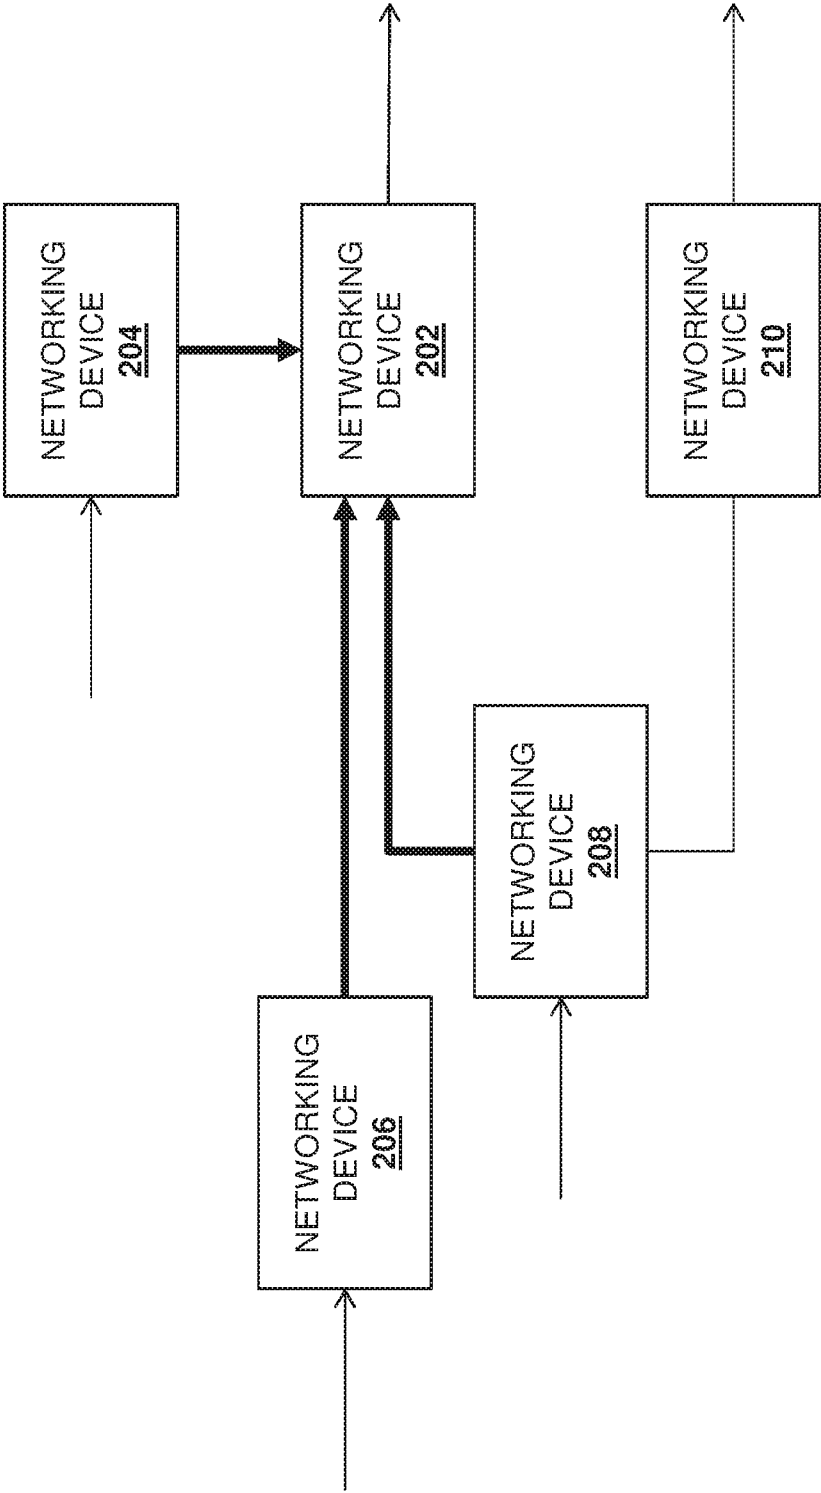 NETWORKING
DEVICE
204
NETWORKING
DEVICE
202
NETWORKING
DEVICE
210
NETWORKING
DEVICE
208
NETWORKING
DEVICE
206